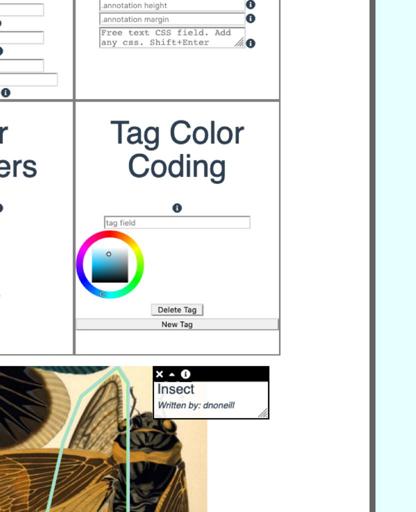 .annotation height
.annotation margin
Free text CSS field. Add
any css. Shift+Enter
r
ers
Tag Color
Coding
tag field
Delete Tag
New Tag
Insect
Written by: dnoneill